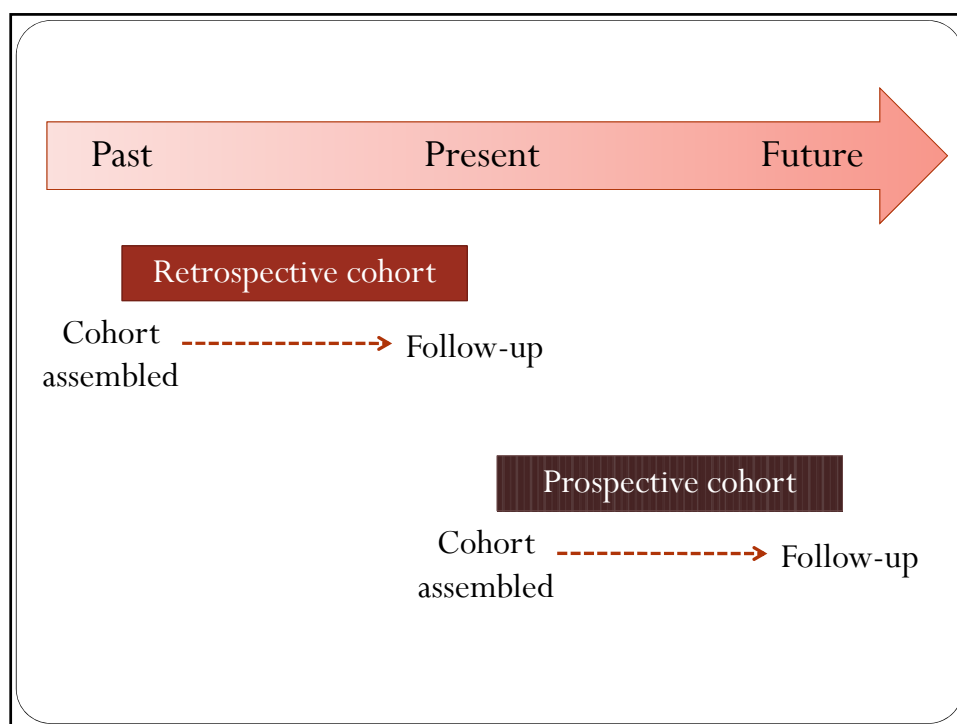 Past Present Future
Retrospective cohort
Cohort
assembled
Follow-up
Prospective cohort
Cohort
assembled
Follow-up